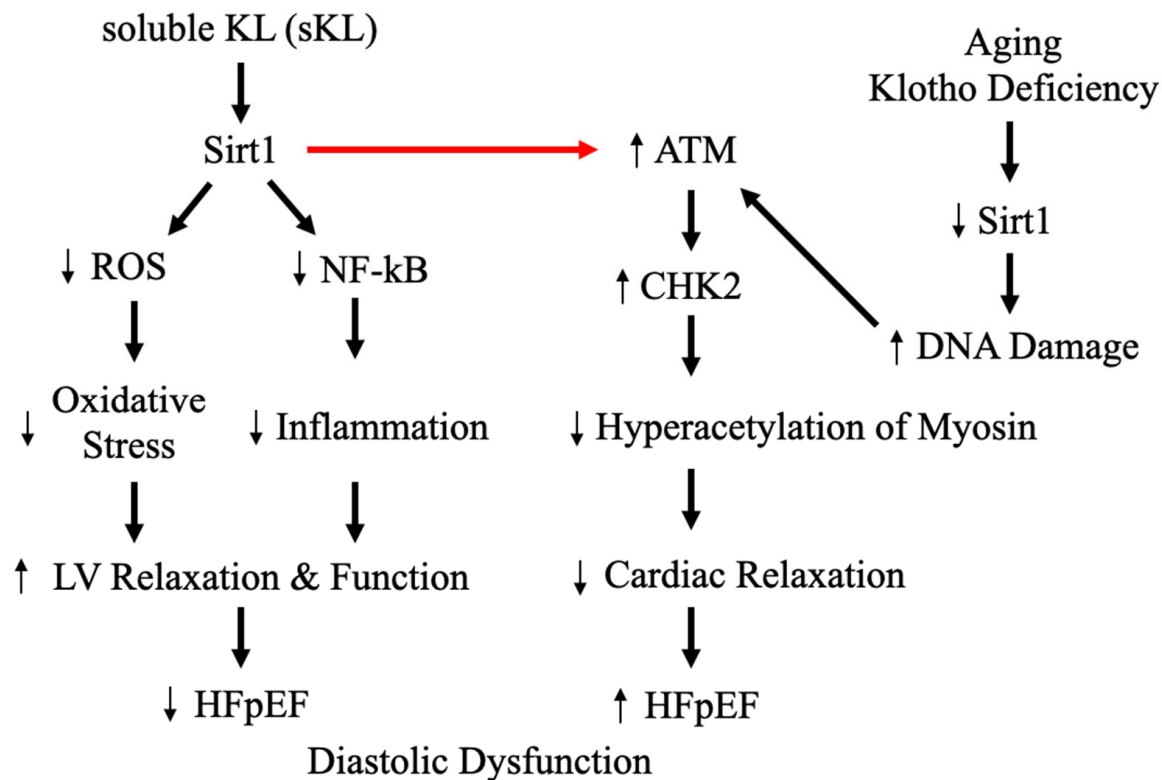 soluble KL (sKL)
Sirt1
↓ ROS
↓ NF-kB
↓ Oxidative
Stress
↓ Inflammation
↑ LV Relaxation & Function
↓ HFpEF
↑ ATM
↑ CHK2
↓ Hyperacetylation of Myosin
↓ Cardiac Relaxation
↑ HFpEF
Aging
Klotho Deficiency
↓ Sirt1
↑ DNA Damage
Diastolic Dysfunction